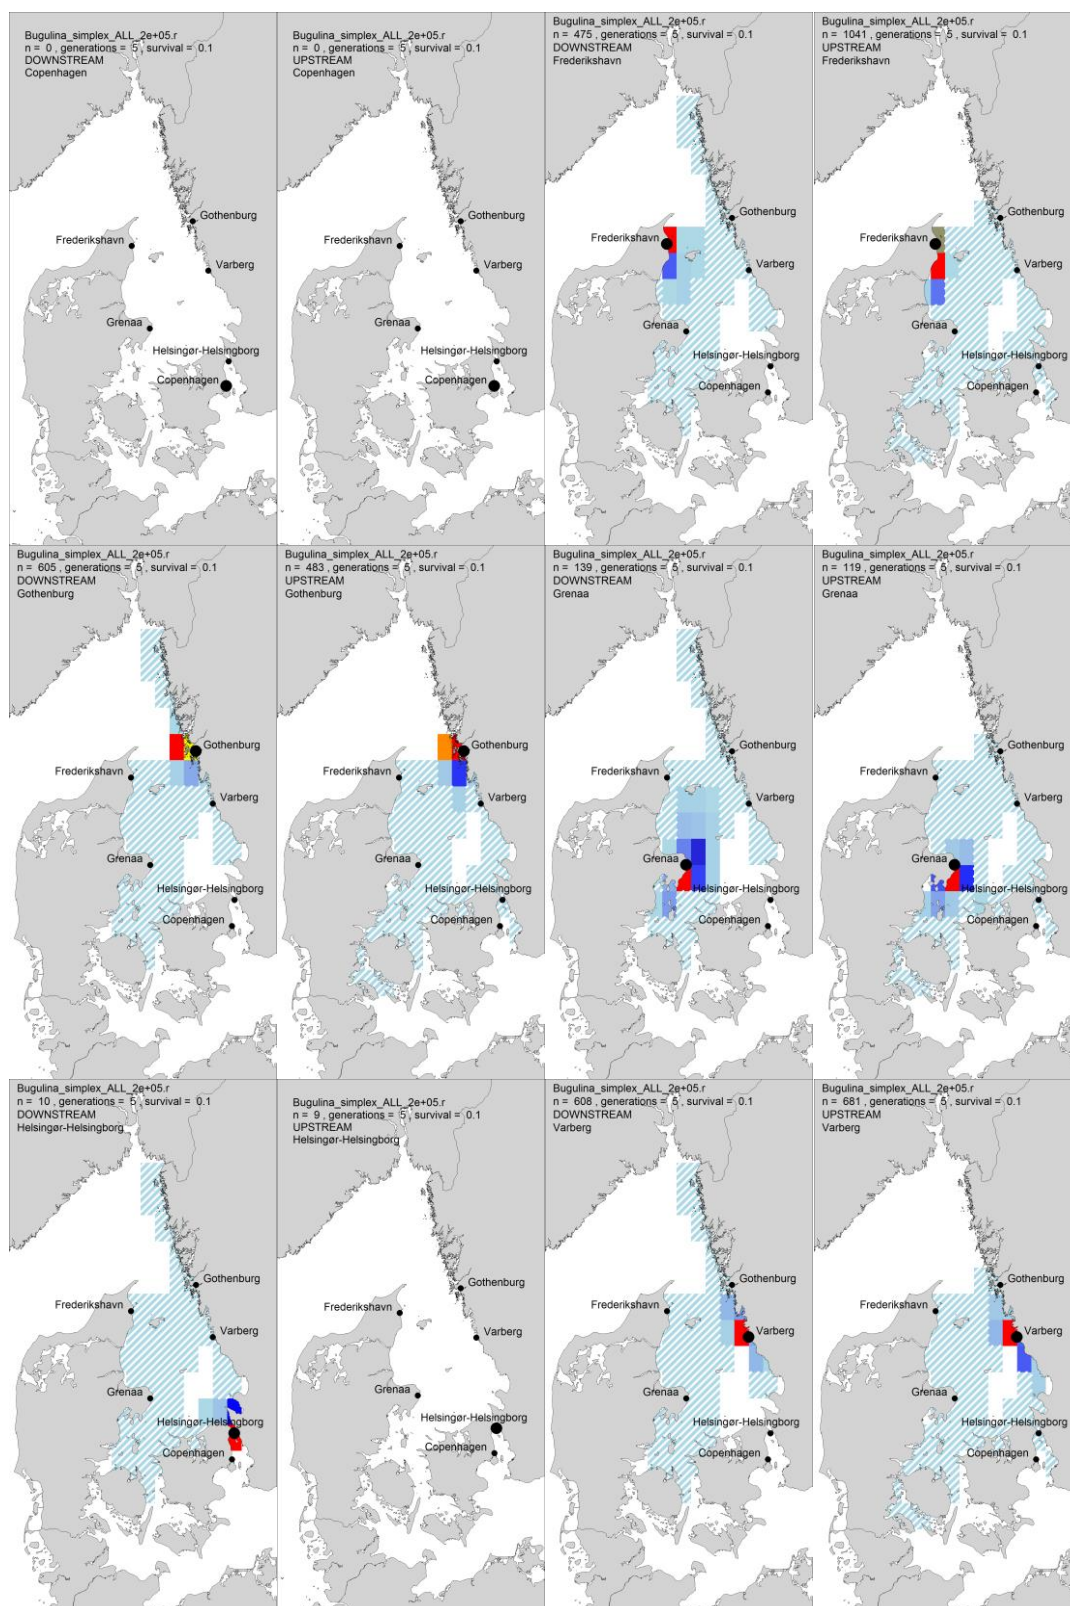 Bugulina_simplex_ALL_2e+05.r
n = 0 , generations = 5 , survival = 0.1
DOWNSTREAM
Copenhagen
Gothenburg
Frederikshavn
Varberg
Grenaa
Helsingør-Helsingborg
Copenhagen
Bugulina_simplex_ALL_2e+05.r
n = 0 , generations = 5 , survival = 0.1
UPSTREAM
Copenhagen
Gothenburg
Frederikshavn
Varberg
Grenaa
Helsingør-Helsingborg
Copenhagen
Bugulina_simplex_ALL_2e+05.r
n = 475 , generations = 5 , survival = 0.1
DOWNSTREAM
Frederikshavn
Gothenburg
Frederikshavn
Varberg
Grenaa
Helsingør-Helsingborg
Copenhagen
Bugulina_simplex_ALL_2e+05.r
n = 1041 , generations = 5 , survival = 0.1
UPSTREAM
Frederikshavn
Gothenburg
Frederikshavn
Varberg
Grenaa
Helsingør-Helsingborg
Copenhagen
Bugulina_simplex_ALL_2e+05.r
n = 605 , generations = 5 , survival = 0.1
DOWNSTREAM
Gothenburg
Gothenburg
Frederikshavn
Varberg
Grenaa
Helsingør-Helsingborg
Copenhagen
Bugulina_simplex_ALL_2e+05.r
n = 483 , generations = 5 , survival = 0.1
UPSTREAM
Gothenburg
Gothenburg
Frederikshavn
Varberg
Grenaa
Helsingør-Helsingborg
Copenhagen
Bugulina_simplex_ALL_2e+05.r
n = 139 , generations = 5 , survival = 0.1
DOWNSTREAM
Grenaa
Gothenburg
Frederikshavn
Varberg
Grenaa
Helsingør-Helsingborg
Copenhagen
Bugulina_simplex_ALL_2e+05.r
n = 119 , generations = 5 , survival = 0.1
UPSTREAM
Grenaa
Gothenburg
Frederikshavn
Varberg
Grenaa
Helsingør-Helsingborg
Copenhagen
Bugulina_simplex_ALL_2e+05.r
n = 10 , generations = 5 , survival = 0.1
DOWNSTREAM
Helsingør-Helsingborg
Gothenburg
Frederikshavn
Varberg
Grenaa
Helsingør-Helsingborg
Copenhagen
Bugulina_simplex_ALL_2e+05.r
n = 9 , generations = 5 , survival = 0.1
UPSTREAM
Helsingør-Helsingborg
Gothenburg
Frederikshavn
Varberg
Grenaa
Helsingør-Helsingborg
Copenhagen
Bugulina_simplex_ALL_2e+05.r
n = 608 , generations = 5 , survival = 0.1
DOWNSTREAM
Varberg
Gothenburg
Frederikshavn
Varberg
Grenaa
Helsingør-Helsingborg
Copenhagen
Bugulina_simplex_ALL_2e+05.r
n = 681 , generations = 5 , survival = 0.1
UPSTREAM
Varberg
Gothenburg
Frederikshavn
Varberg
Grenaa
Helsingør-Helsingborg
Copenhagen